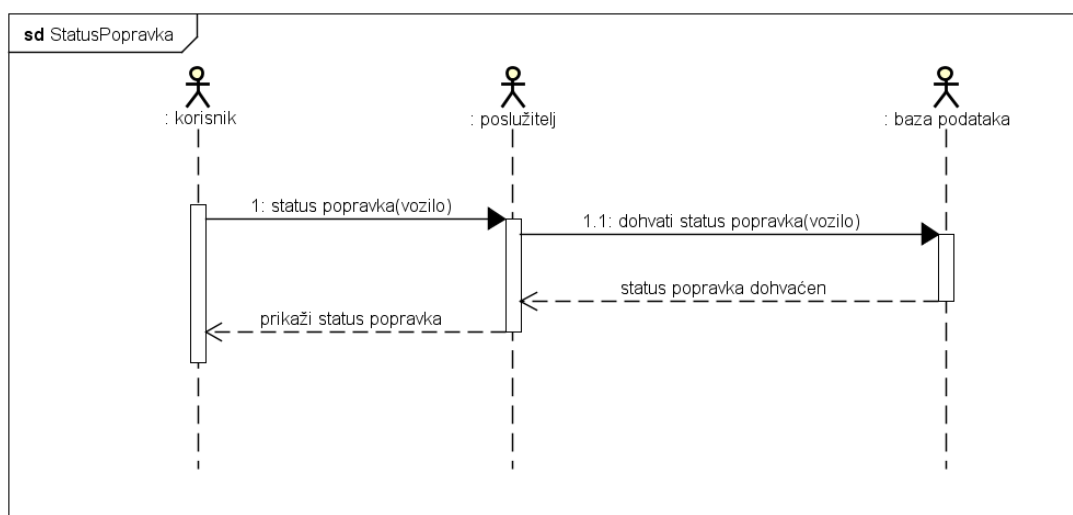 sd StatusPopravka
: korisnik
: poslužitelj
: baza podataka
1: status popravka(vozilo)
1.1: dohvati status popravka(vozilo)
status popravka dohvaćen
prikaži status popravka